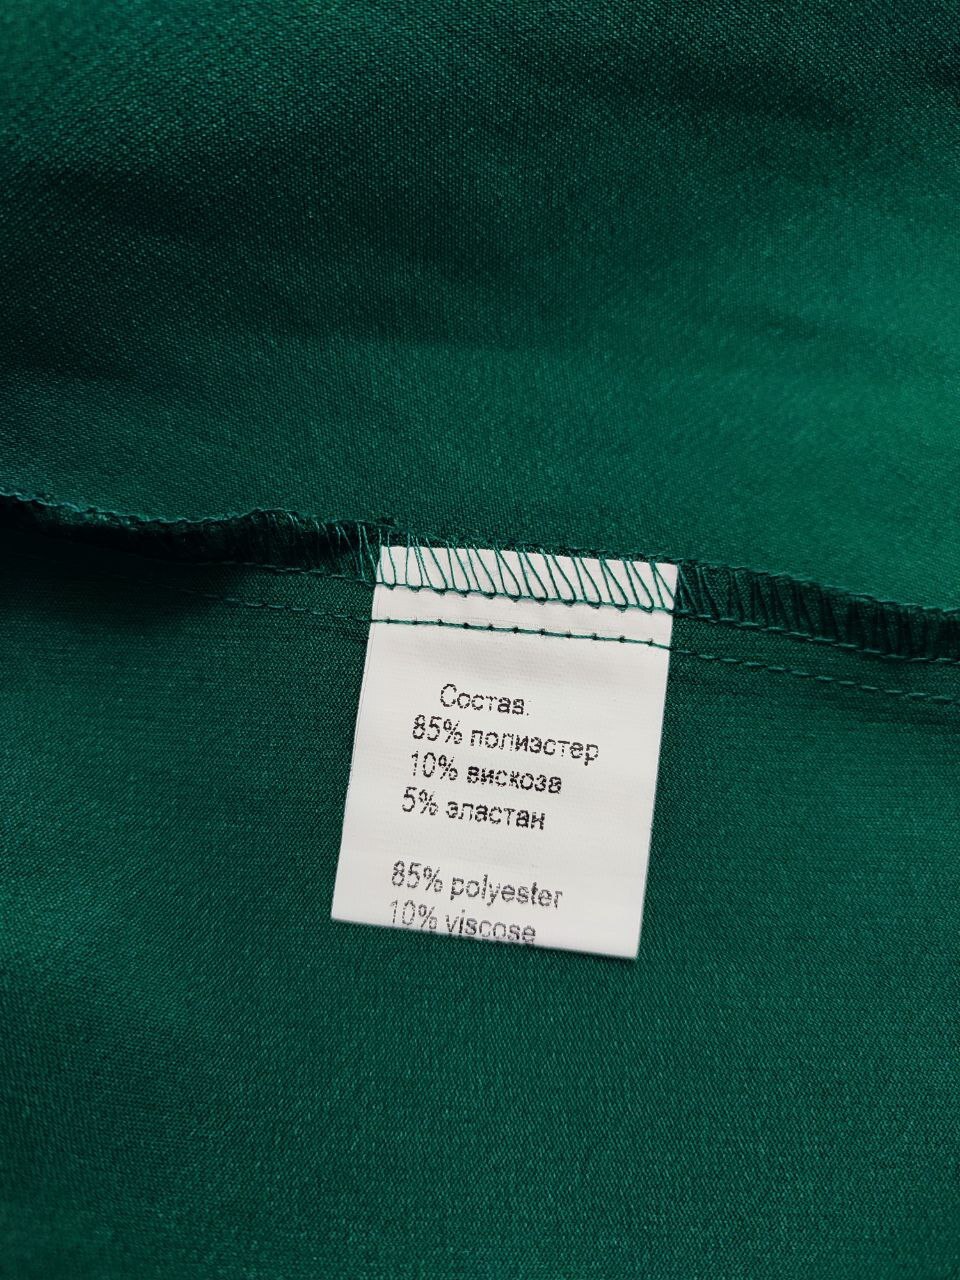 Состав:
85% полиэстер
10% вискоза
5% эластан
85% polyester
10% viscose